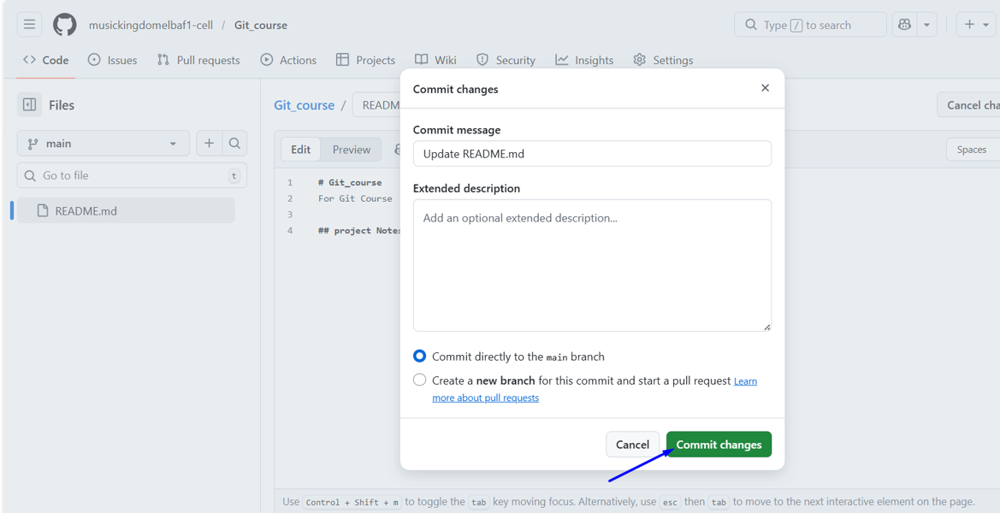 musickingdomelbaf1-cell / Git_course
Type / to search
Code
Issues
Pull requests
Actions
Projects
Wiki
Security
Insights
Settings
Files
main
Go to file
t
README.md
Git_course /
READM
Cancel cha
Edit
Preview
Spaces
1 # Git_course
2 For Git Course
3
4 ## project Notes
Commit changes
Commit message
Update README.md
Extended description
Add an optional extended description...
Commit directly to the main branch
Create a new branch for this commit and start a pull request Learn
more about pull requests
Cancel
Commit changes
Use Control + Shift + m to toggle the tab key moving focus. Alternatively, use esc then tab to move to the next interactive element on the page.